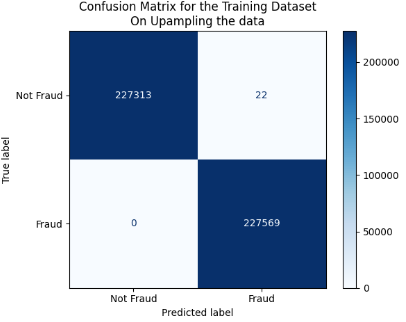 Confusion Matrix for the Training Dataset
On Upampling the data
Not Fraud
227313
22
Fraud
0
227569
Not Fraud
Fraud
True label
Predicted label
200000
150000
100000
50000
0